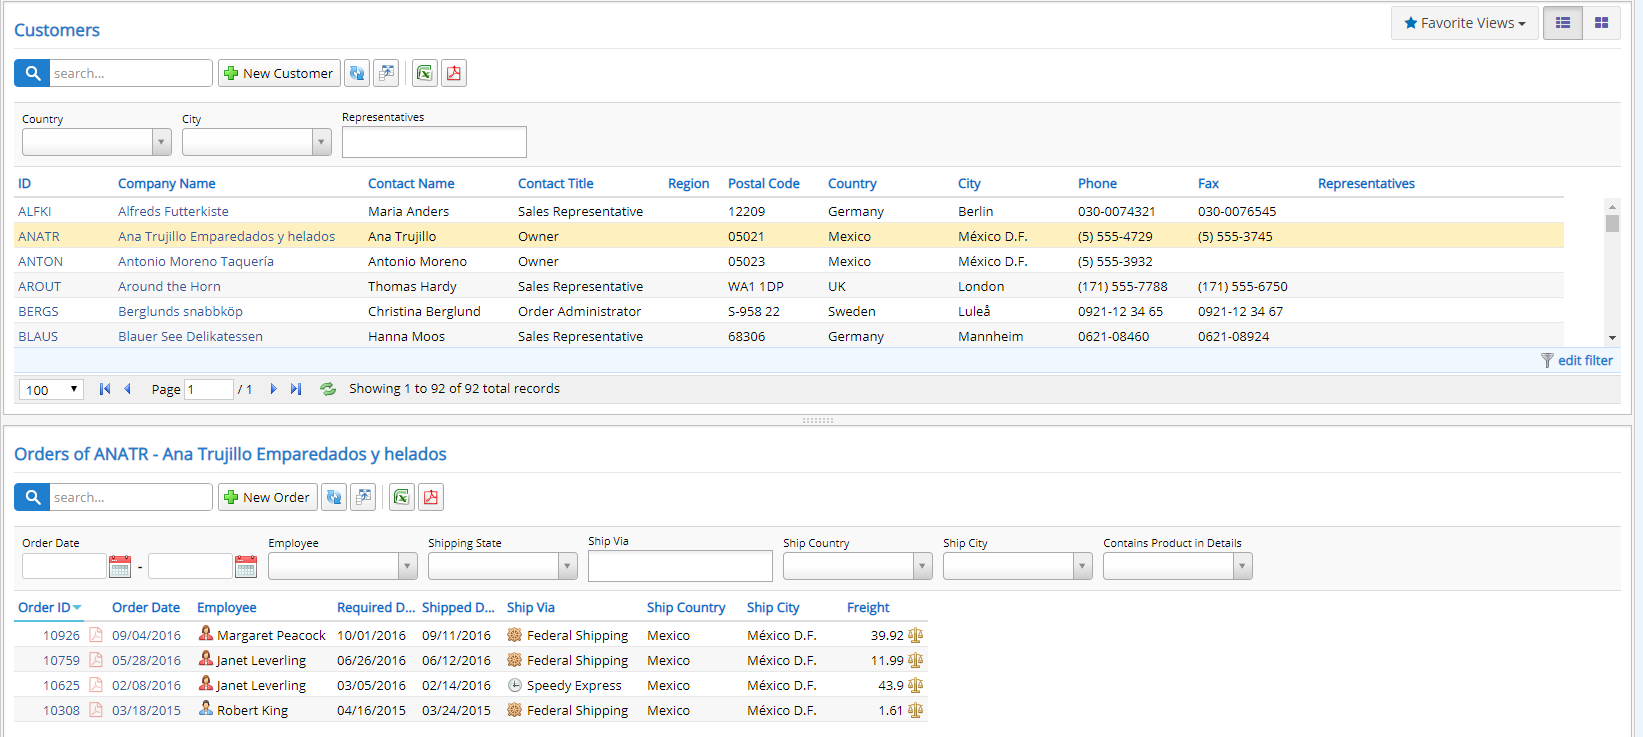 Customers
Favorite Views
search...
New Customer
Country City Representatives
ID Company Name Contact Name Contact Title Region Postal Code Country City Phone Fax Representatives
ALFKI Alfreds Futterkiste Maria Anders Sales Representative 12209 Germany Berlin 030-0074321 030-0076545
ANATR Ana Trujillo Emparedados y helados Ana Trujillo Owner 05021 Mexico México D.F. (5) 555-4729 (5) 555-3745
ANTON Antonio Moreno Taquería Antonio Moreno Owner 05023 Mexico México D.F. (5) 555-3932
AROUT Around the Horn Thomas Hardy Sales Representative WA1 1DP UK London (171) 555-7788 (171) 555-6750
BERGS Berglunds snabbköp Christina Berglund Order Administrator S-958 22 Sweden Luleå 0921-12 34 65 0921-12 34 67
BLAUS Blauer See Delikatessen Hanna Moos Sales Representative 68306 Germany Mannheim 0621-08460 0621-08924
edit filter
100 Page 1 / 1 Showing 1 to 92 of 92 total records
Orders of ANATR - Ana Trujillo Emparedados y helados
search...
New Order
Order Date Employee Shipping State Ship Via Ship Country Ship City Contains Product in Details
-
Order ID Order Date Employee Required D... Shipped D... Ship Via Ship Country Ship City Freight
10926 09/04/2016 Margaret Peacock 10/01/2016 09/11/2016 Federal Shipping Mexico México D.F. 39.92
10759 05/28/2016 Janet Leverling 06/26/2016 06/12/2016 Federal Shipping Mexico México D.F. 11.99
10625 02/08/2016 Janet Leverling 03/05/2016 02/14/2016 Speedy Express Mexico México D.F. 43.9
10308 03/18/2015 Robert King 04/16/2015 03/24/2015 Federal Shipping Mexico México D.F. 1.61